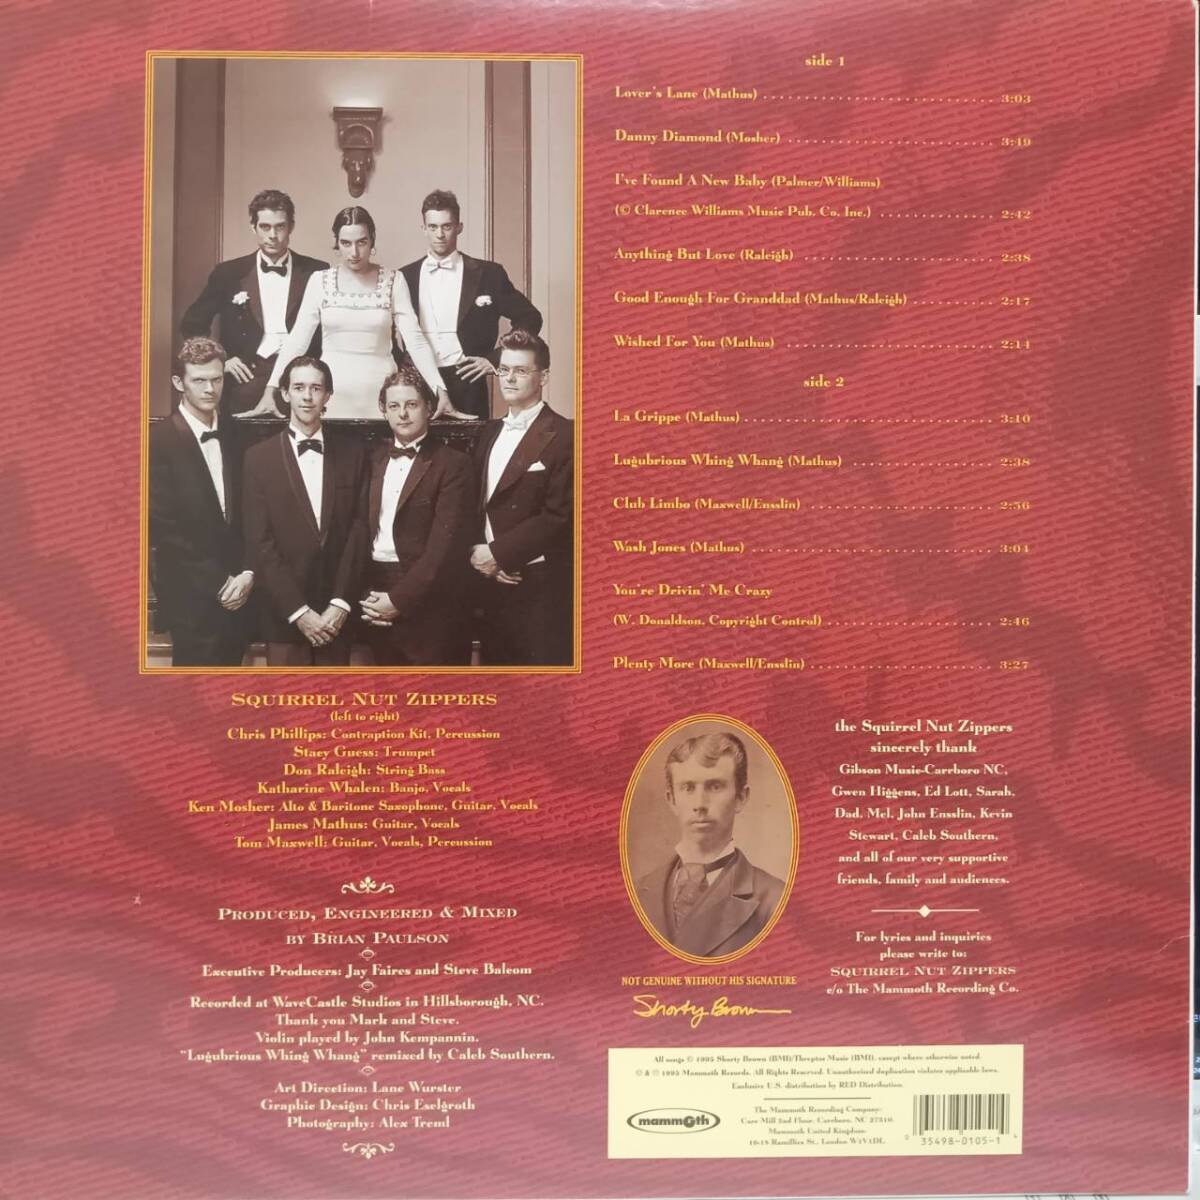 side 1
Lover's Lane (Mathus) 3:03
Danny Diamond (Mosher) 3:49
I've Found A New Baby (Palmer/Williams)
(© Clarence Williams Music Pub. Co. Inc.) 2:42
Anything But Love (Raleigh) 2:38
Good Enough For Granddad (Mathus/Raleigh) 2:17
Wished For You (Mathus) 2:14
side 2
La Grippe (Mathus) 3:10
Lugubrious Whing Whang (Mathus) 2:38
Club Limbo (Maxwell/Ensslin) 2:56
Wash Jones (Mathus) 3:04
You're Drivin' Me Crazy
(W. Donaldson, Copyright Control) 2:46
Plenty More (Maxwell/Ensslin) 3:27
SQUIRREL NUT ZIPPERS
(left to right)
Chris Phillips: Contraption Kit, Percussion
Stacy Guess: Trumpet
Don Raleigh: String Bass
Katharine Whalen: Banjo, Vocals
Ken Mosher: Alto & Baritone Saxophone, Guitar, Vocals
James Mathus: Guitar, Vocals
Tom Maxwell: Guitar, Vocals, Percussion
PRODUCED, ENGINEERED & MIXED
BY BRIAN PAULSON
Executive Producers: Jay Faires and Steve Balcom
Recorded at WaveCastle Studios in Hillsborough, NC.
Thank you Mark and Steve.
Violin played by John Kempannin.
"Lugubrious Whing Whang" remixed by Caleb Southern.
Art Direction: Lane Wurster
Graphic Design: Chris Eselgroth
Photography: Alex Treml
NOT GENUINE WITHOUT HIS SIGNATURE
Shorty Brown
the Squirrel Nut Zippers
sincerely thank
Gibson Music-Carrboro NC,
Gwen Higgens, Ed Lott, Sarah,
Dad, Mel, John Ensslin, Kevin
Stewart, Caleb Southern,
and all of our very supportive
friends, family and audiences.
For lyrics and inquiries
please write to:
SQUIRREL NUT ZIPPERS
c/o The Mammoth Recording Co.
All songs © 1995 Shorty Brown (BMI)/Threptor Music (BMI), except where otherwise noted.
© & ℗ 1995 Mammoth Records. All Rights Reserved. Unauthorized duplication violates applicable laws.
Exclusive U.S. distribution by RED Distribution.
mammoth
The Mammoth Recording Company:
Carr Mill 2nd Floor, Carrboro, NC 27510
Mammoth United Kingdom:
16-18 Ramillies St., London W1V1DL
0 35498-0105-1 4